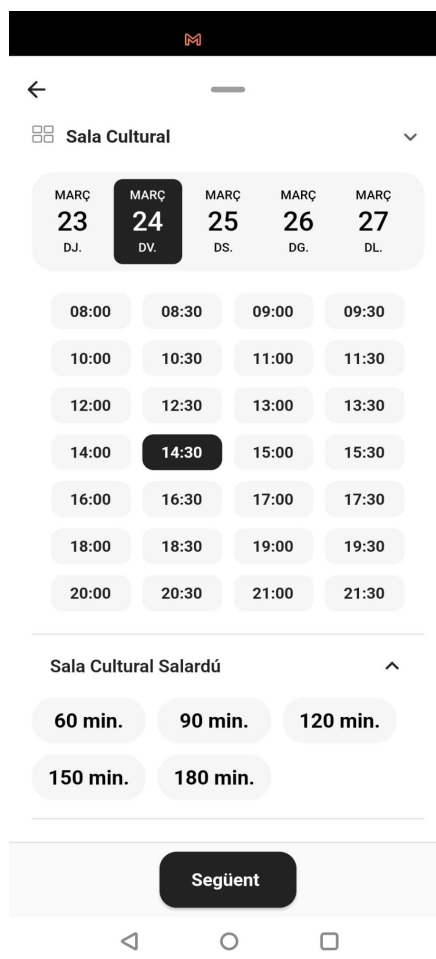 Sala Cultural
MARÇ MARÇ MARÇ MARÇ MARÇ
23 24 25 26 27
DJ. DV. DS. DG. DL.
08:00 08:30 09:00 09:30
10:00 10:30 11:00 11:30
12:00 12:30 13:00 13:30
14:00 14:30 15:00 15:30
16:00 16:30 17:00 17:30
18:00 18:30 19:00 19:30
20:00 20:30 21:00 21:30
Sala Cultural Salardú
60 min. 90 min. 120 min.
150 min. 180 min.
Següent